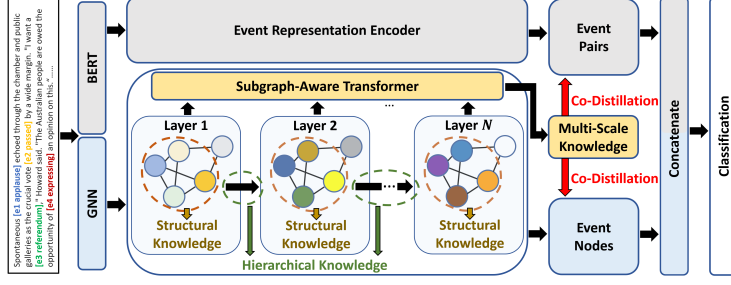 Spontaneous [e1 applause] echoed through the chamber and public
galleries as the crucial vote [e2 passed] by a wide margin. "I want a
[e3 referendum]," Howard said, "The Australian people are owed the
opportunity of [e4 expressing] an opinion on this."......
BERT
GNN
Event Representation Encoder
Subgraph-Aware Transformer
...
Layer 1
Layer 2
Layer N
Structural
Knowledge
Structural
Knowledge
Structural
Knowledge
Hierarchical Knowledge
Event
Pairs
Co-Distillation
Multi-Scale
Knowledge
Co-Distillation
Event
Nodes
Concatenate
Classification